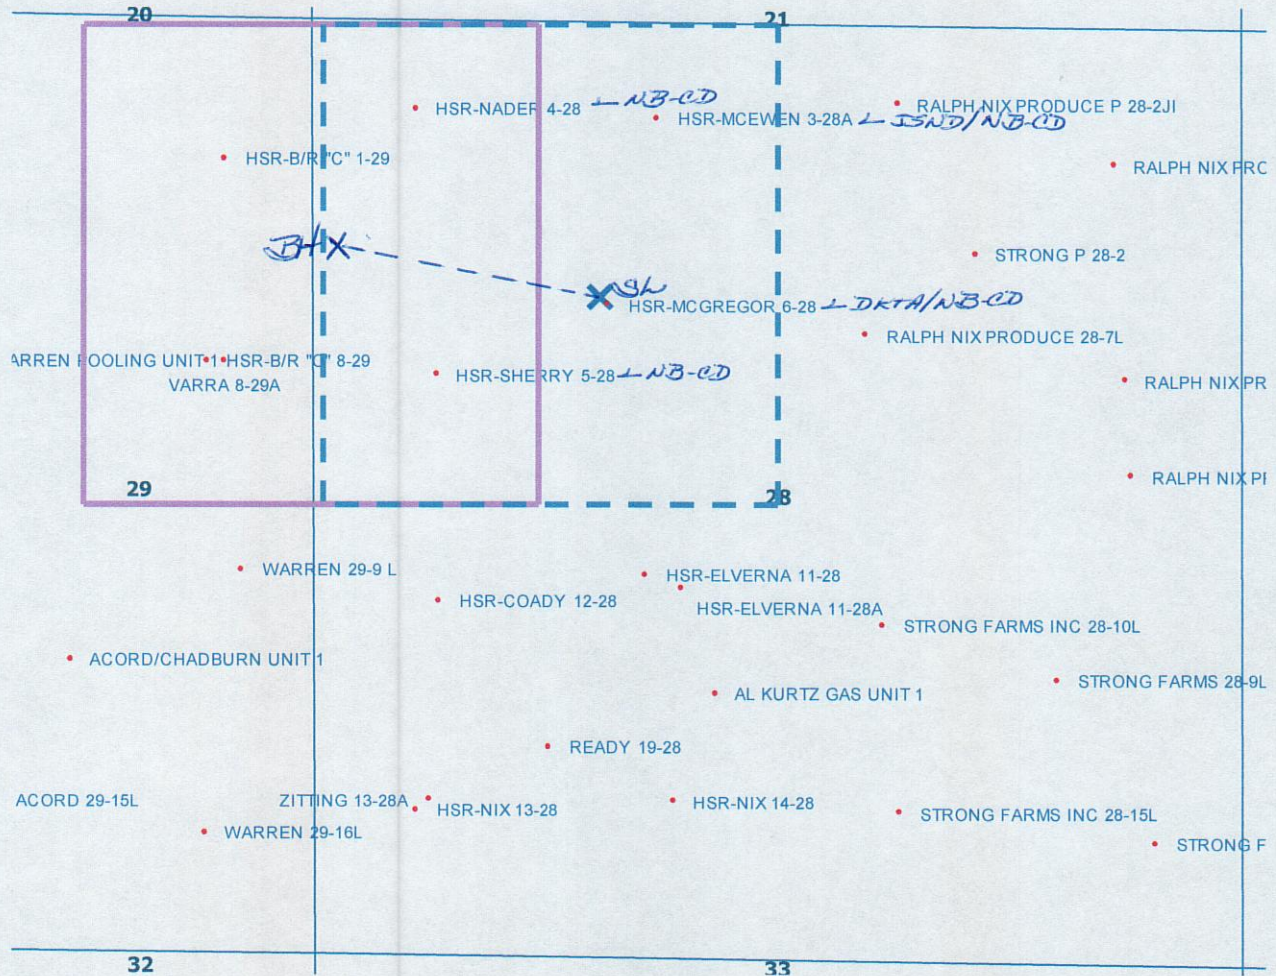 20
21
HSR-NADER 4-28 NB-CD
HSR-MCEWEN 3-28A JSND/NB-CD
RALPH NIX PRODUCE P 28-2JI
HSR-B/R "C" 1-29
RALPH NIX PRC
BH X
STRONG P 28-2
X SL
HSR-MCGREGOR 6-28 DKTA/NB-CD
RALPH NIX PRODUCE 28-7L
ARREN POOLING UNIT 1 HSR-B/R "C" 8-29
VARRA 8-29A
HSR-SHERRY 5-28 NB-CD
RALPH NIX PR
29
28
RALPH NIX PI
WARREN 29-9 L
HSR-ELVERNA 11-28
HSR-COADY 12-28
HSR-ELVERNA 11-28A
STRONG FARMS INC 28-10L
ACORD/CHADBURN UNIT 1
STRONG FARMS 28-9L
AL KURTZ GAS UNIT 1
READY 19-28
ACORD 29-15L
ZITTING 13-28A
HSR-NIX 13-28
HSR-NIX 14-28
STRONG FARMS INC 28-15L
WARREN 29-16L
STRONG F
32
33